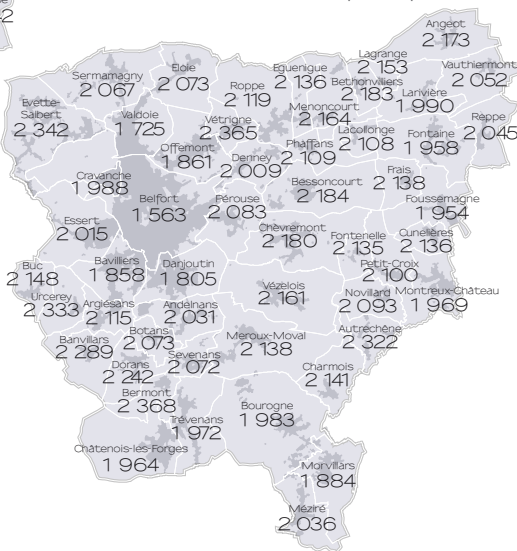 42
Angeot
2 173
Lagrange
2 153
Vauthiermont
2 052
Eloie
2 073
Eguenigue
2 136
Sermamagny
2 067
Bethonvilliers
2 183
Roppe
2 119
Larivière
1 990
Menoncourt
2 164
Evette-
Salbert
2 342
Valdoie
1 725
Vétrigne
2 365
Reppe
2 045
Lacollonge
2 108
Fontaine
1 958
Phaffans
2 109
Offemont
1 861
Denney
2 009
Frais
2 138
Cravanche
1 988
Bessoncourt
2 184
Belfort
1 563
Pérouse
2 083
Foussemagne
1 954
Essert
2 015
Chèvremont
2 180
Fontenelle
2 135
Cunelières
2 136
Buc
2 148
Bavilliers
1 858
Danjoutin
1 805
Petit-Croix
2 100
Vézelois
2 161
Novillard
2 093
Montreux-Château
1 969
Urcerey
2 333
Argiésans
2 115
Andelnans
2 031
Autrechêne
2 322
Botans
2 073
Banvillars
2 289
Meroux-Moval
2 138
Sevenans
2 072
Dorans
2 242
Charmois
2 141
Bermont
2 368
Bourogne
1 983
Trévenans
1 972
Châtenois-les-Forges
1 964
Morvillars
1 884
Méziré
2 036